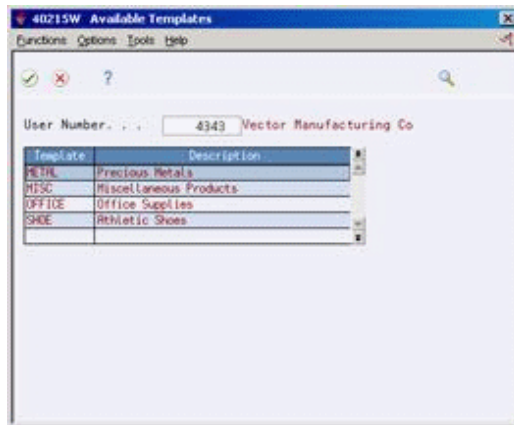 40215W Available Templates
Functions Options Tools Help
?
User Number. . . 4343 Vector Manufacturing Co
Template Description
METAL Precious Metals
MISC Miscellaneous Products
OFFICE Office Supplies
SHOE Athletic Shoes